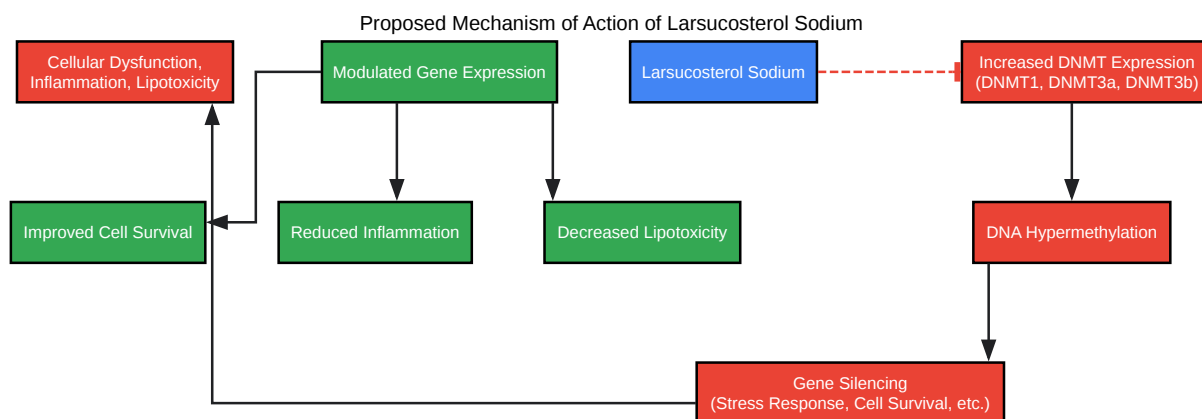 Proposed Mechanism of Action of Larsucosterol Sodium
Cellular Dysfunction,
Inflammation, Lipotoxicity
Modulated Gene Expression
Larsucosterol Sodium
Increased DNMT Expression
(DNMT1, DNMT3a, DNMT3b)
Improved Cell Survival
Reduced Inflammation
Decreased Lipotoxicity
DNA Hypermethylation
Gene Silencing
(Stress Response, Cell Survival, etc.)